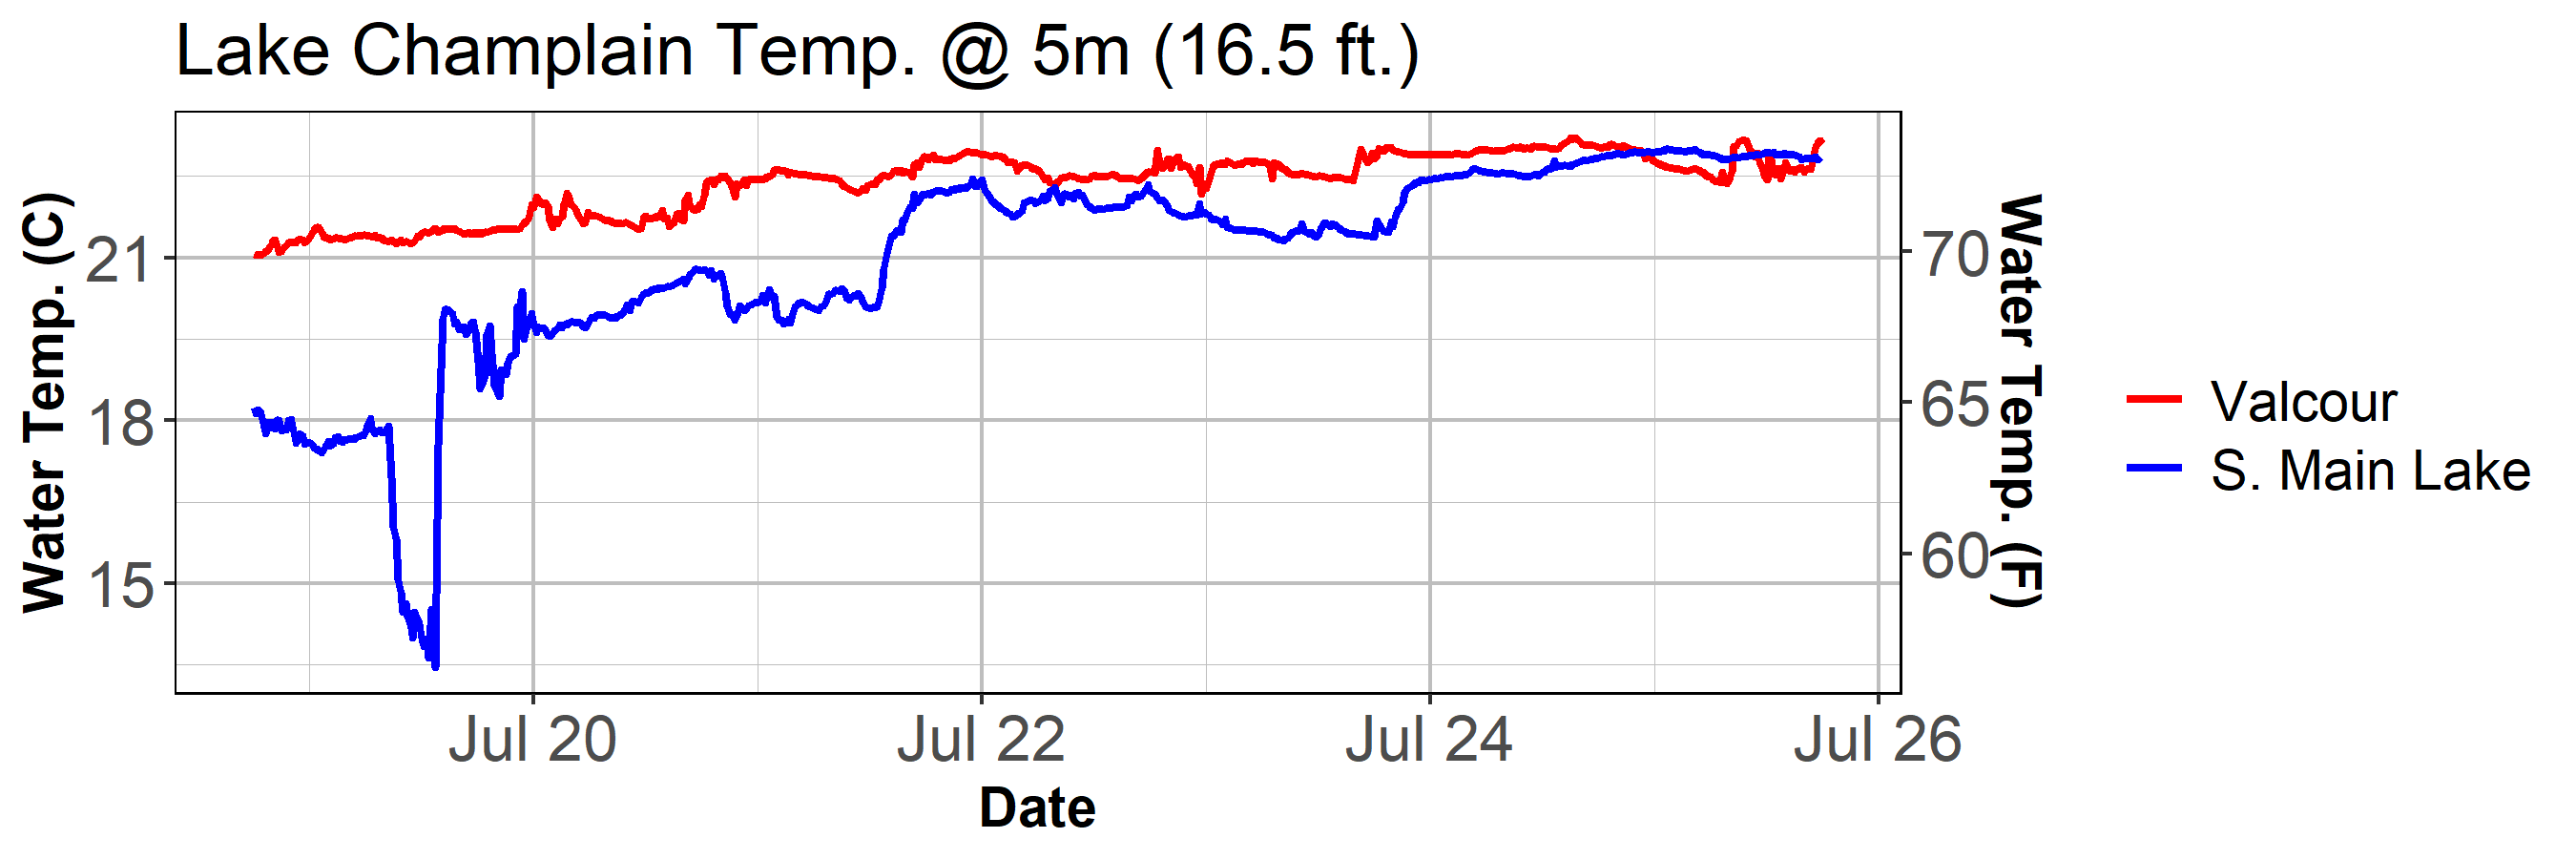 Lake Champlain Temp. @ 5m (16.5 ft.)
Water Temp. (C)
21
18
15
70
65
60
Water Temp. (F)
Jul 20
Jul 22
Jul 24
Jul 26
Date
Valcour
S. Main Lake